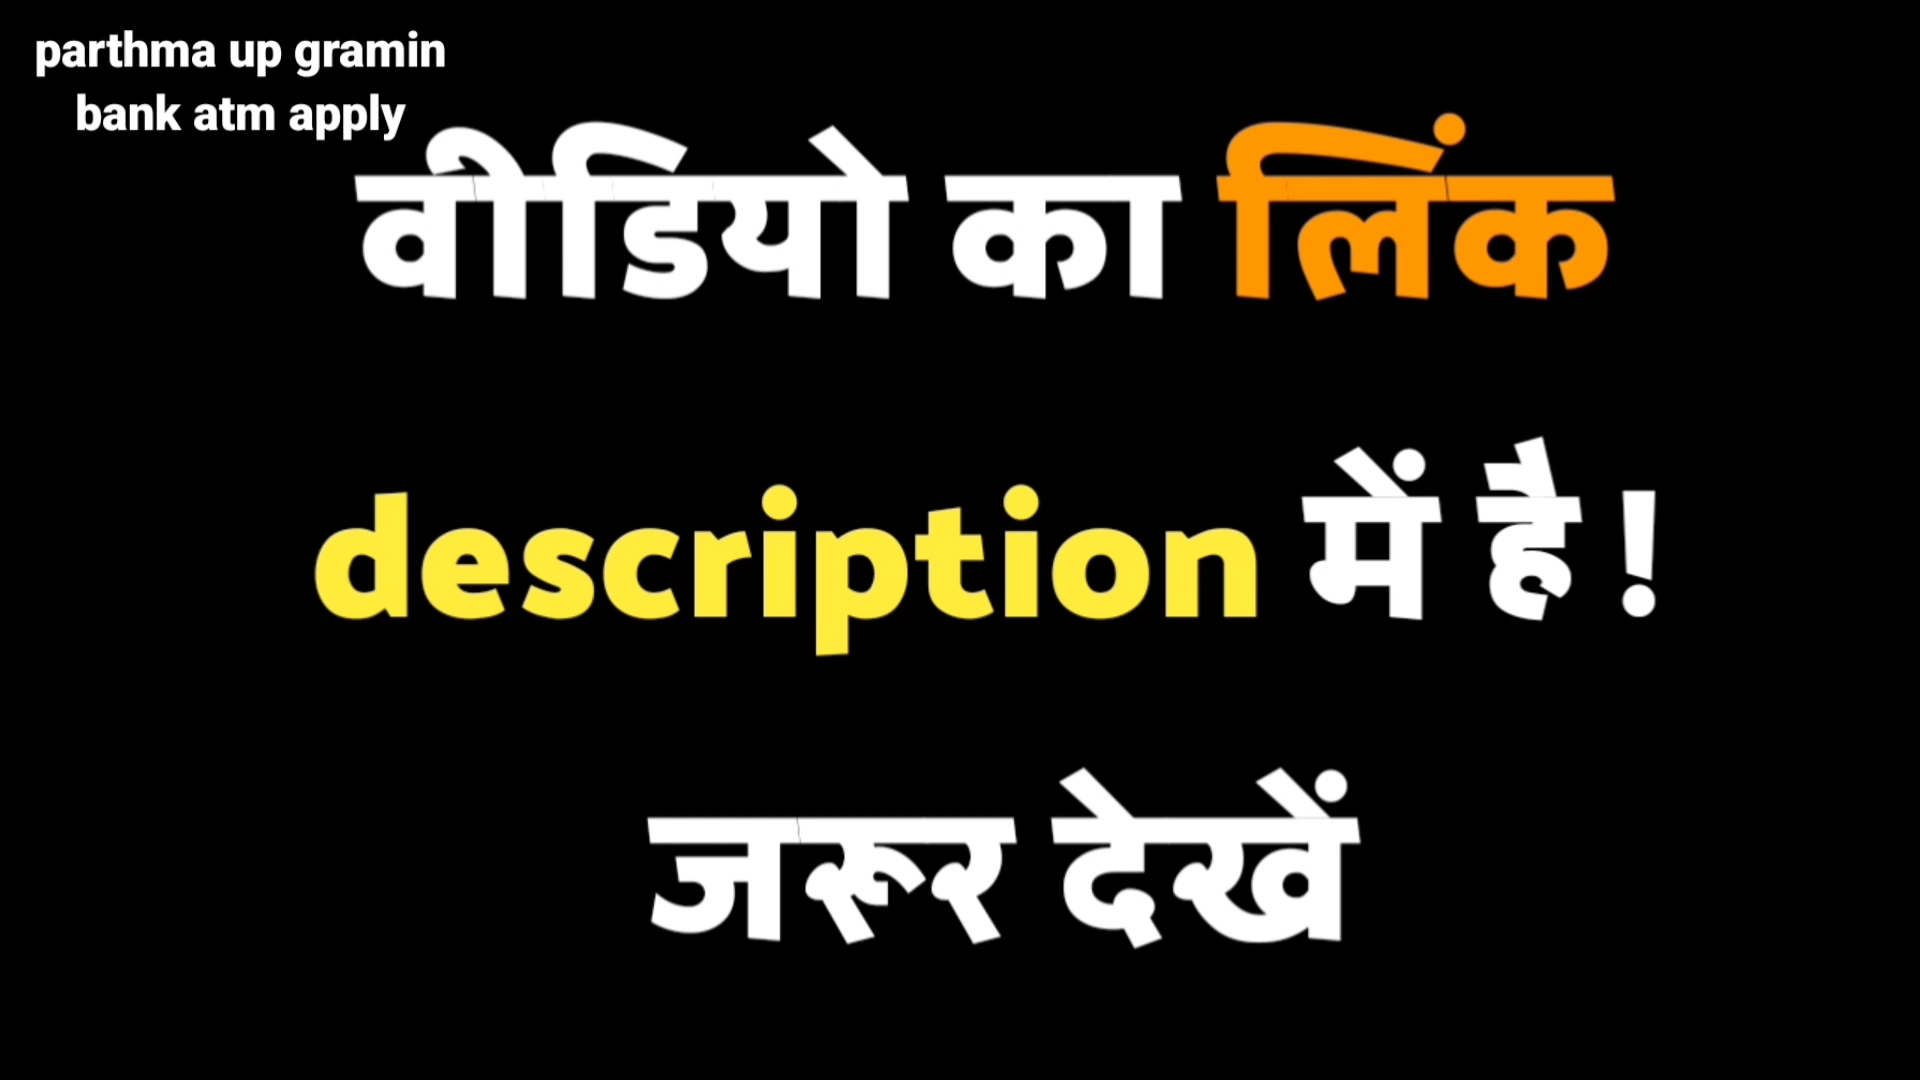 parthma up gramin
bank atm apply
वीडियो का लिंक
description में है !
जरूर देखें